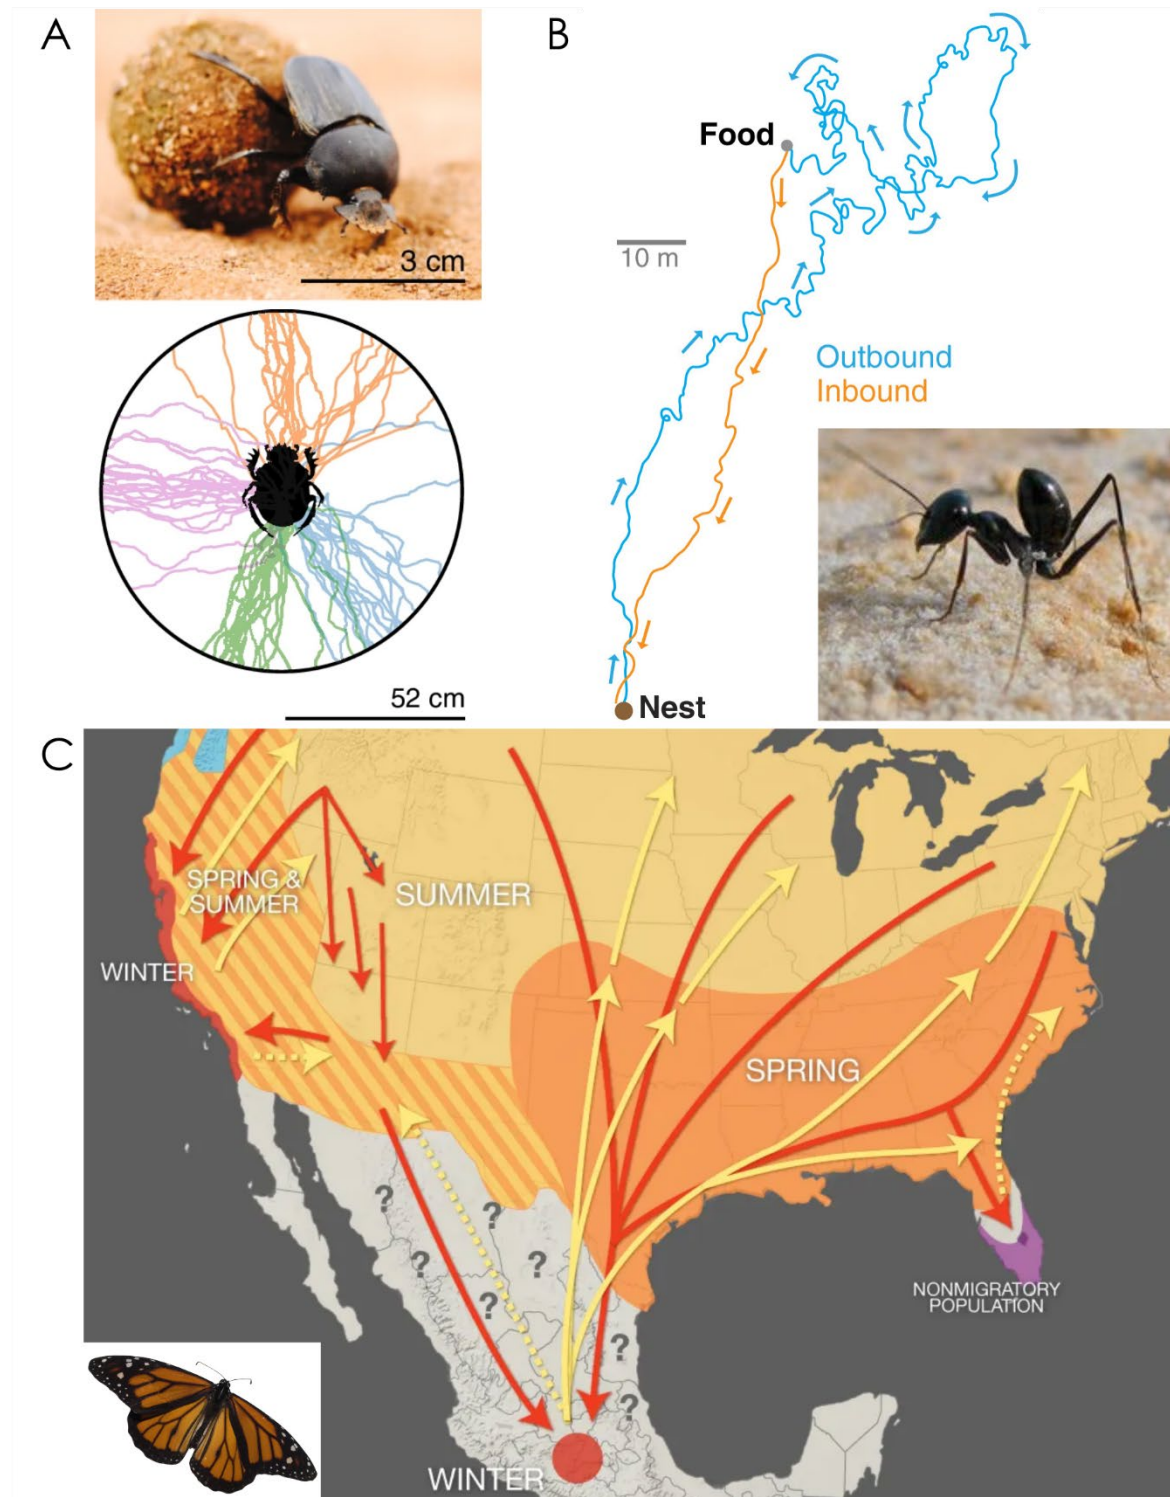 A
3 cm
52 cm
B
Food
10 m
Outbound
Inbound
Nest
C
SPRING &
SUMMER
SUMMER
WINTER
SPRING
?
?
?
?
?
?
?
NONMIGRATORY
POPULATION
WINTER